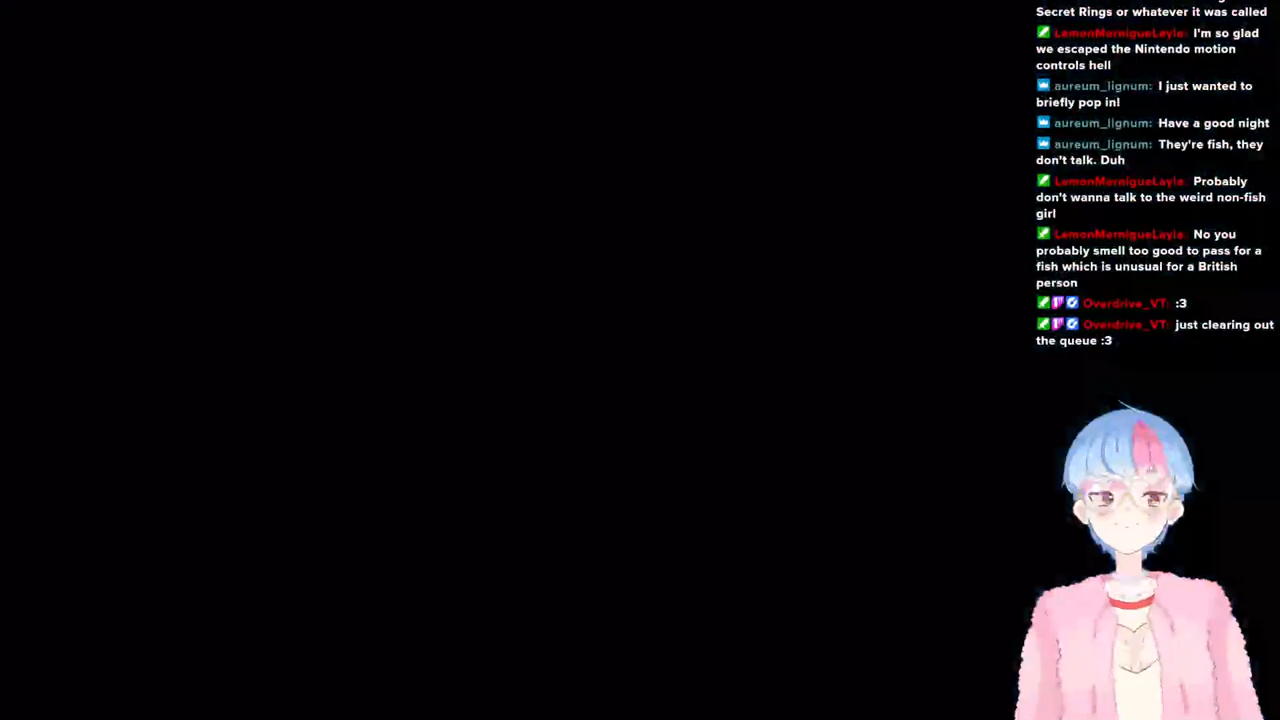 Secret Rings or whatever it was called
LemonMernigueLayla: I'm so glad
we escaped the Nintendo motion
controls hell
aureum_lignum: I just wanted to
briefly pop in!
aureum_lignum: Have a good night
aureum_lignum: They're fish, they
don't talk. Duh
LemonMernigueLayla: Probably
don't wanna talk to the weird non-fish
girl
LemonMernigueLayla: No you
probably smell too good to pass for a
fish which is unusual for a British
person
Overdrive_VT: :3
Overdrive_VT: just clearing out
the queue :3